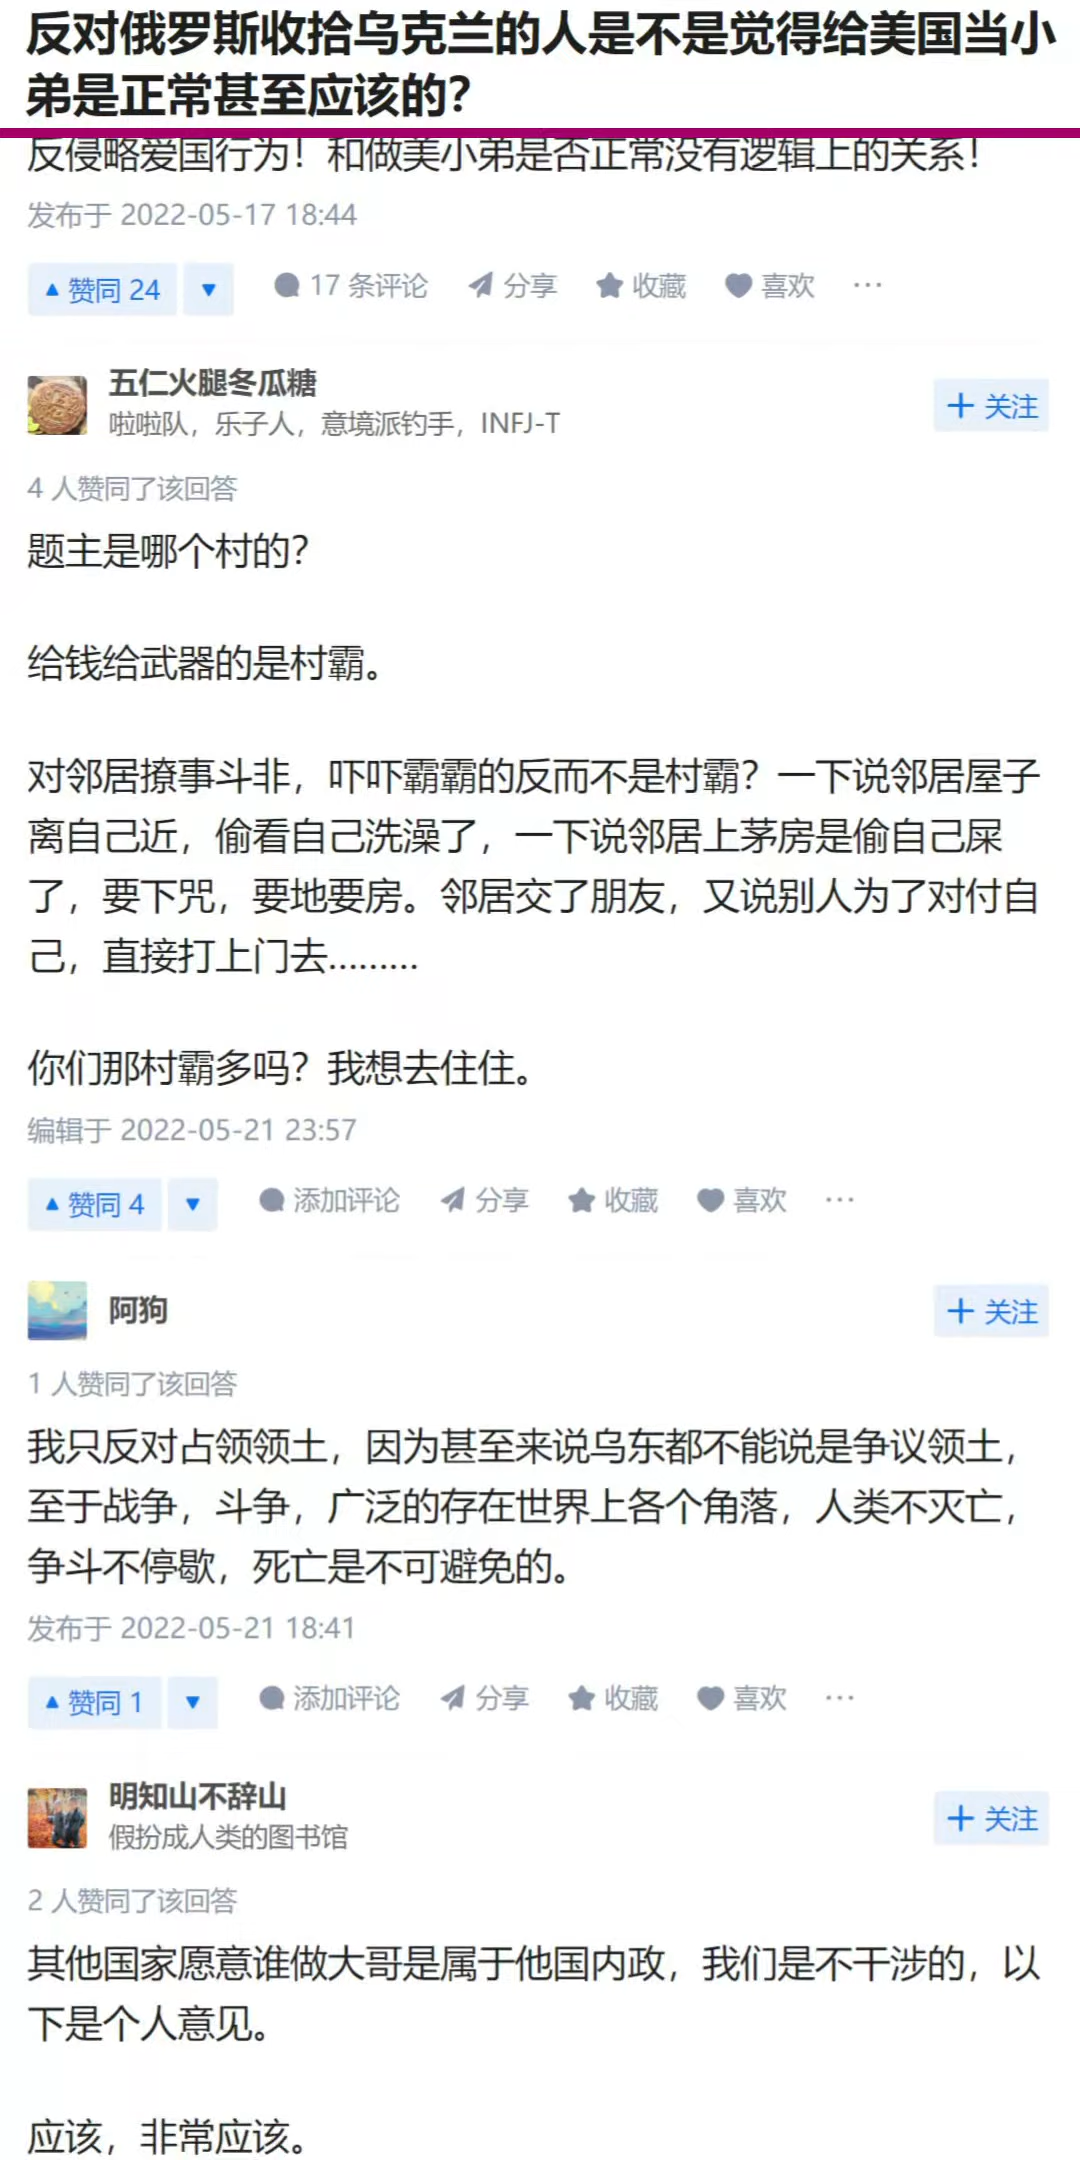 反对俄罗斯收拾乌克兰的人是不是觉得给美国当小
弟是正常甚至应该的？
反侵略爱国行为！和做美小弟是否正常没有逻辑上的关系！
发布于 2022-05-17 18:44
赞同 24
17 条评论
分享
收藏
喜欢
五仁火腿冬瓜糖
啦啦队，乐子人，意境派钓手，INFJ-T
关注
4 人赞同了该回答
题主是哪个村的？
给钱给武器的是村霸。
对邻居撩事斗非，吓吓霸霸的反而不是村霸？一下说邻居屋子
离自己近，偷看自己洗澡了，一下说邻居上茅房是偷自己屎
了，要下咒，要地要房。邻居交了朋友，又说别人为了对付自
己，直接打上门去………
你们那村霸多吗？我想去住住。
编辑于 2022-05-21 23:57
赞同 4
添加评论
分享
收藏
喜欢
阿狗
关注
1 人赞同了该回答
我只反对占领领土，因为甚至来说乌东都不能说是争议领土，
至于战争，斗争，广泛的存在世界上各个角落，人类不灭亡，
争斗不停歇，死亡是不可避免的。
发布于 2022-05-21 18:41
赞同 1
添加评论
分享
收藏
喜欢
明知山不辞山
假扮成人类的图书馆
关注
2 人赞同了该回答
其他国家愿意谁做大哥是属于他国内政，我们是不干涉的，以
下是个人意见。
应该，非常应该。